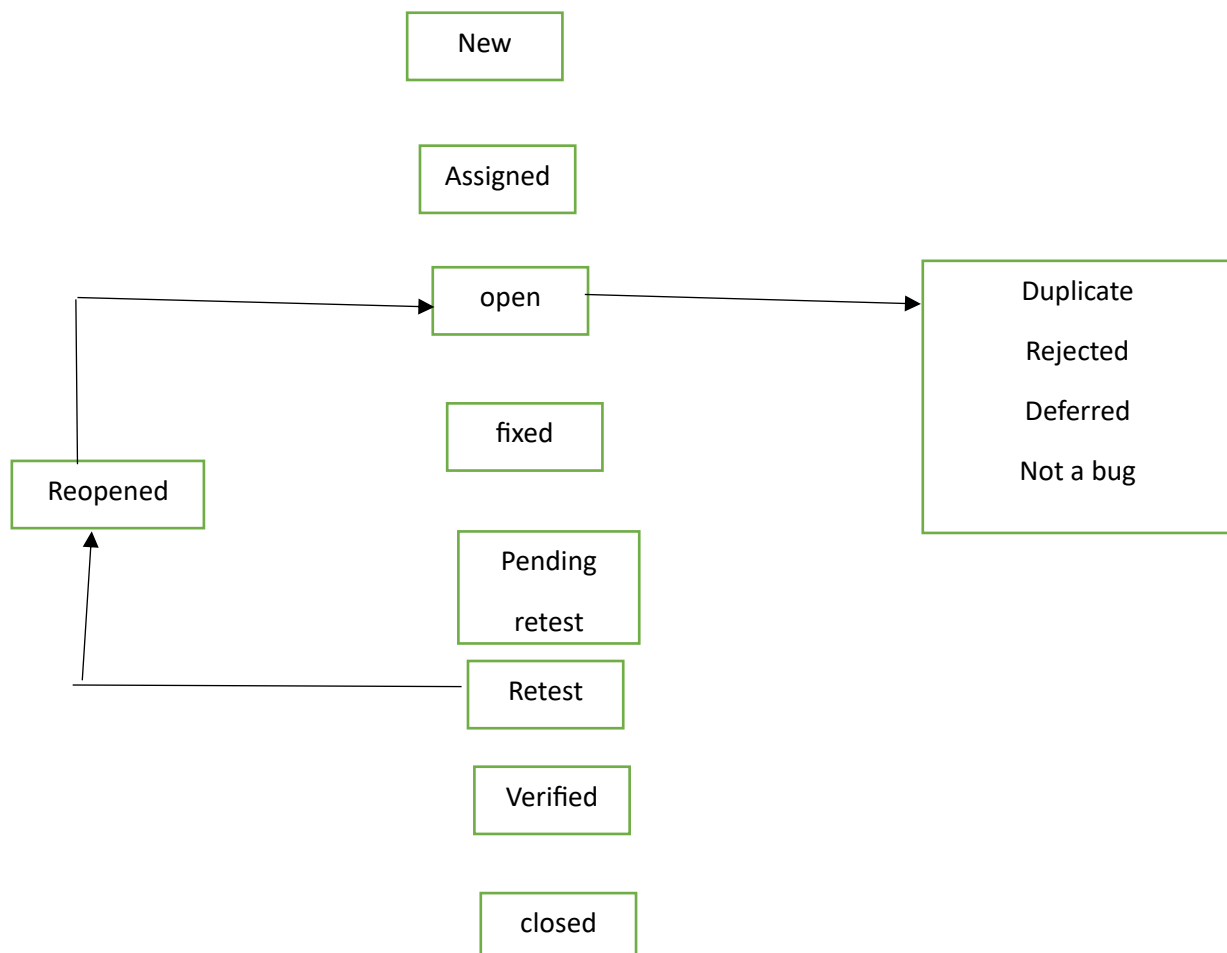 New
Assigned
open
Duplicate
Rejected
Deferred
Not a bug
fixed
Reopened
Pending
retest
Retest
Verified
closed